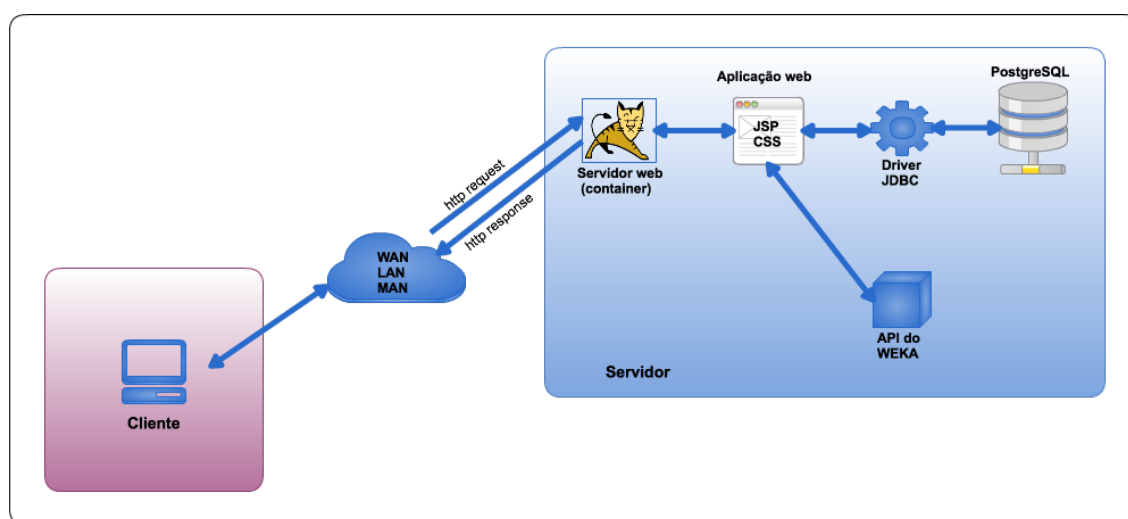 PostgreSQL
Aplicação web
JSP
CSS
Servidor web
(container)
Driver
JDBC
http request
http response
WAN
LAN
MAN
API do
WEKA
Servidor
Cliente